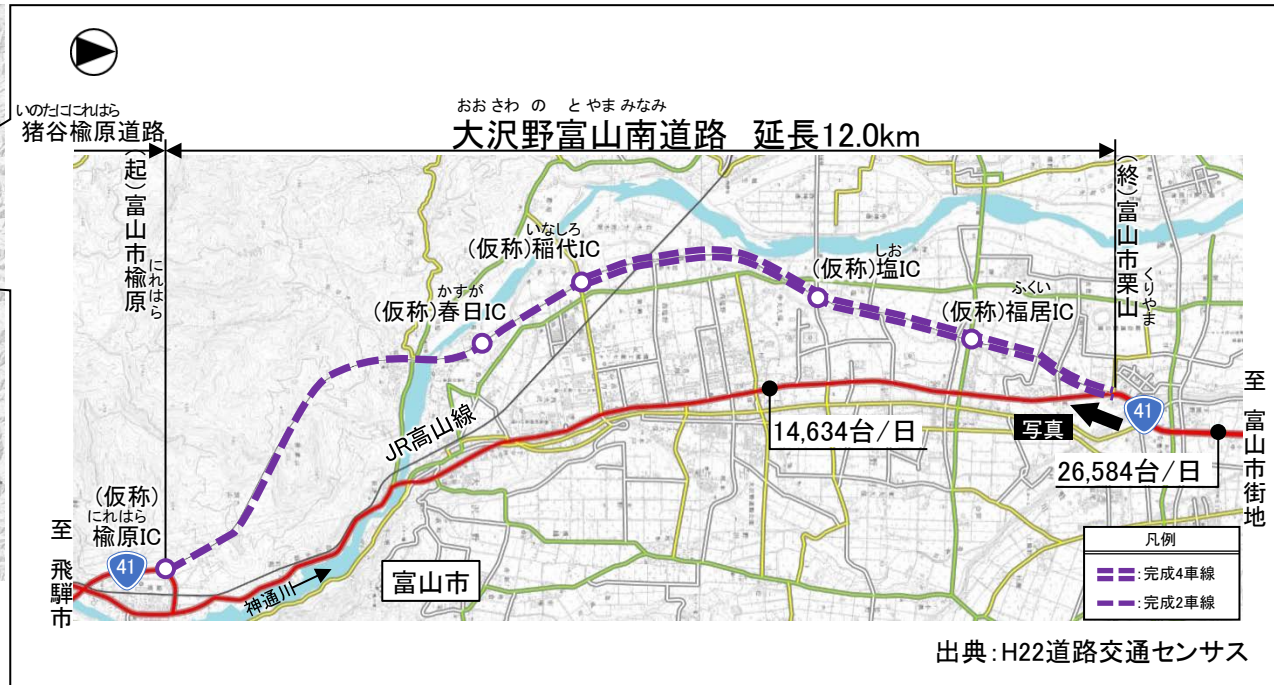 いのたににれはら
猪谷楡原道路
おおさわの とやまみなみ
大沢野富山南道路 延長12.0km
(起)富山市楡原
にれはら
(終)富山市栗山
くりやま
いなしろ
(仮称)稲代IC
しお
(仮称)塩IC
かすが
(仮称)春日IC
ふくい
(仮称)福居IC
JR高山線
14,634台/日
写真
41
26,584台/日
至 富山市街地
(仮称)
にれはら
楡原IC
41
至 飛騨市
神通川
富山市
凡例
:完成4車線
:完成2車線
出典:H22道路交通センサス